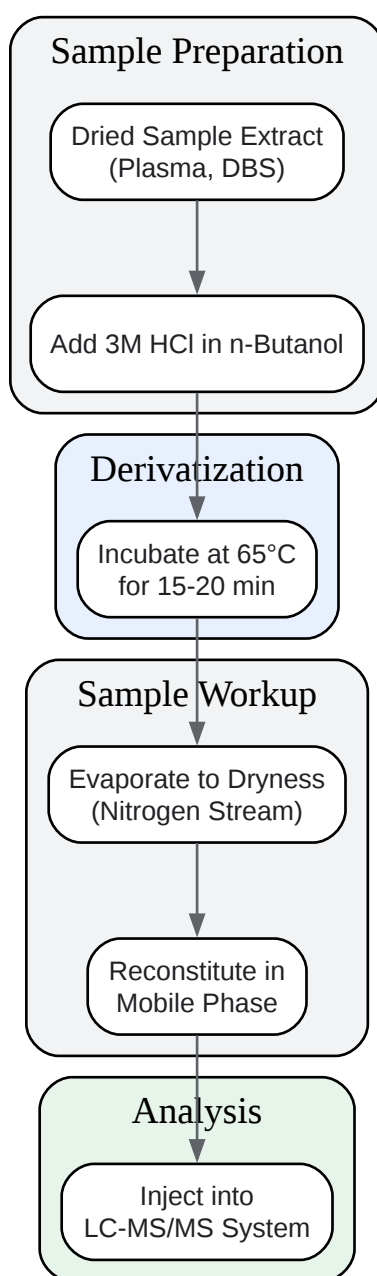 Sample Preparation
Dried Sample Extract
(Plasma, DBS)
Add 3M HCl in n-Butanol
Derivatization
Incubate at 65°C
for 15-20 min
Sample Workup
Evaporate to Dryness
(Nitrogen Stream)
Reconstitute in
Mobile Phase
Analysis
Inject into
LC-MS/MS System